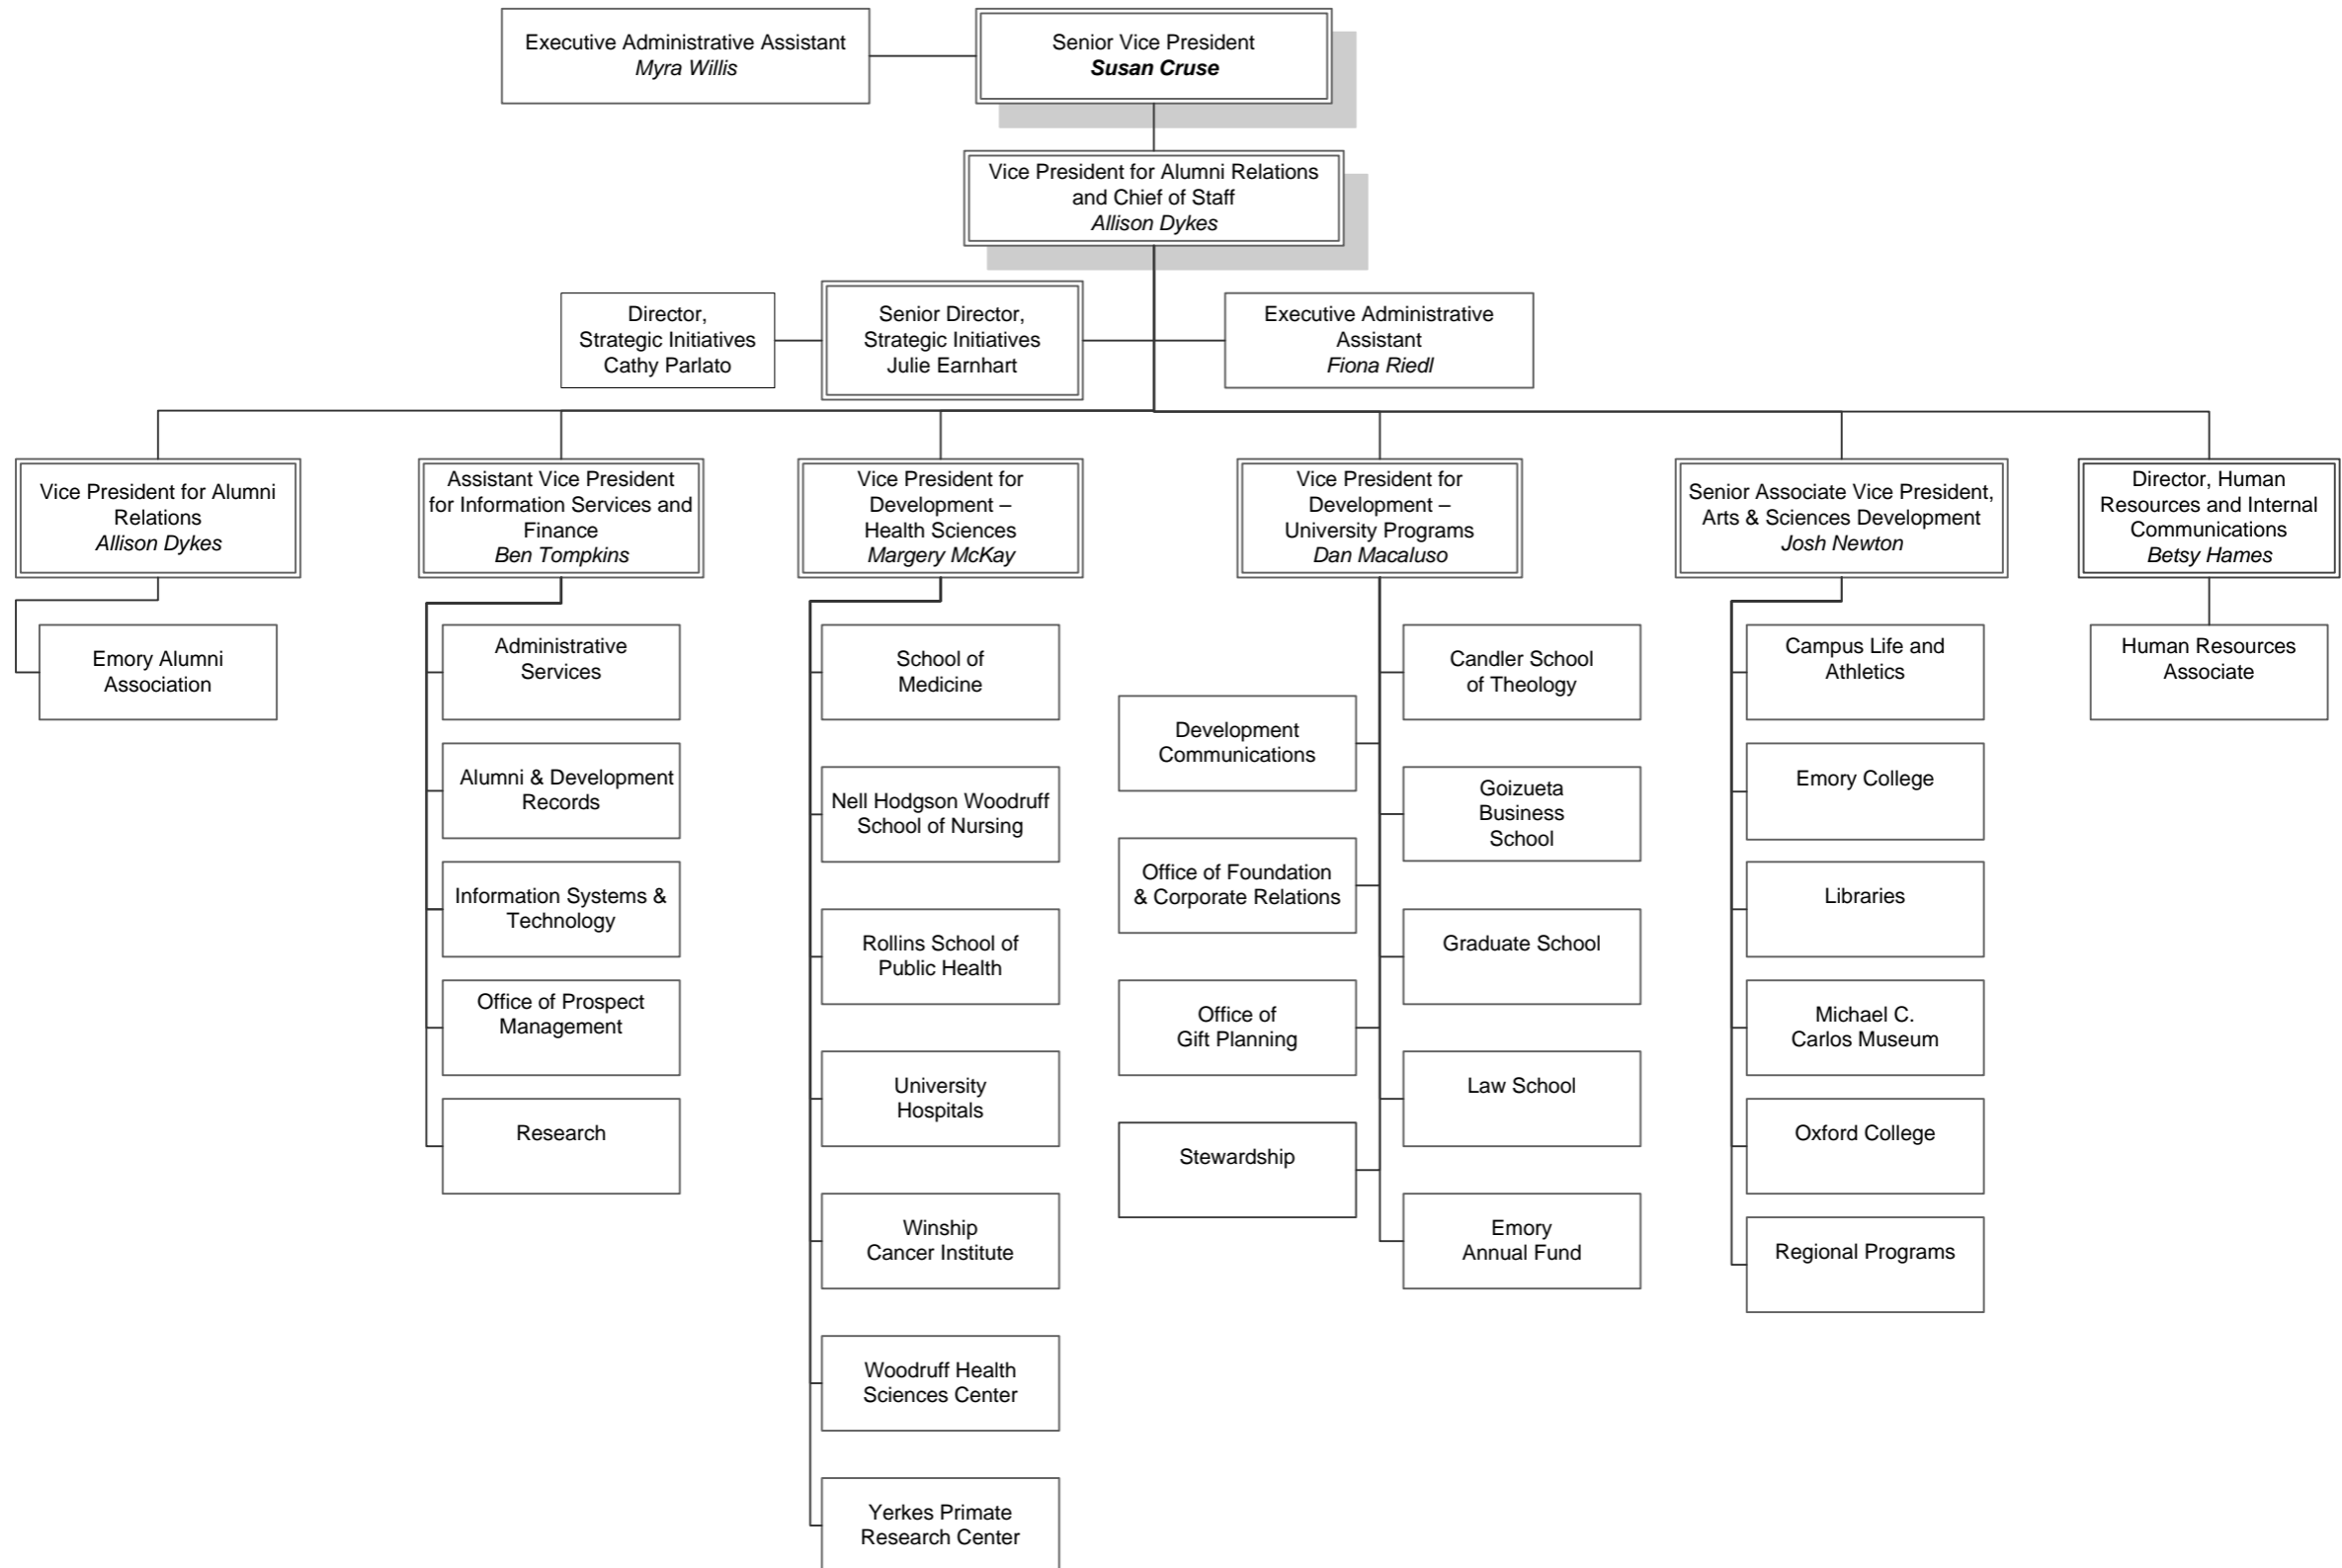 Executive Administrative Assistant
Myra Willis
Senior Vice President
Susan Cruse
Vice President for Alumni Relations
and Chief of Staff
Allison Dykes
Director,
Strategic Initiatives
Cathy Parlato
Senior Director,
Strategic Initiatives
Julie Earnhart
Executive Administrative
Assistant
Fiona Riedl
Vice President for Alumni
Relations
Allison Dykes
Assistant Vice President
for Information Services and
Finance
Ben Tompkins
Vice President for
Development –
Health Sciences
Margery McKay
Vice President for
Development –
University Programs
Dan Macaluso
Senior Associate Vice President,
Arts & Sciences Development
Josh Newton
Director, Human
Resources and Internal
Communications
Betsy Hames
Emory Alumni
Association
Administrative
Services
Alumni & Development
Records
Information Systems &
Technology
Office of Prospect
Management
Research
School of
Medicine
Nell Hodgson Woodruff
School of Nursing
Rollins School of
Public Health
University
Hospitals
Winship
Cancer Institute
Woodruff Health
Sciences Center
Yerkes Primate
Research Center
Development
Communications
Office of Foundation
& Corporate Relations
Office of
Gift Planning
Stewardship
Candler School
of Theology
Goizueta
Business
School
Graduate School
Law School
Emory
Annual Fund
Campus Life and
Athletics
Emory College
Libraries
Michael C.
Carlos Museum
Oxford College
Regional Programs
Human Resources
Associate